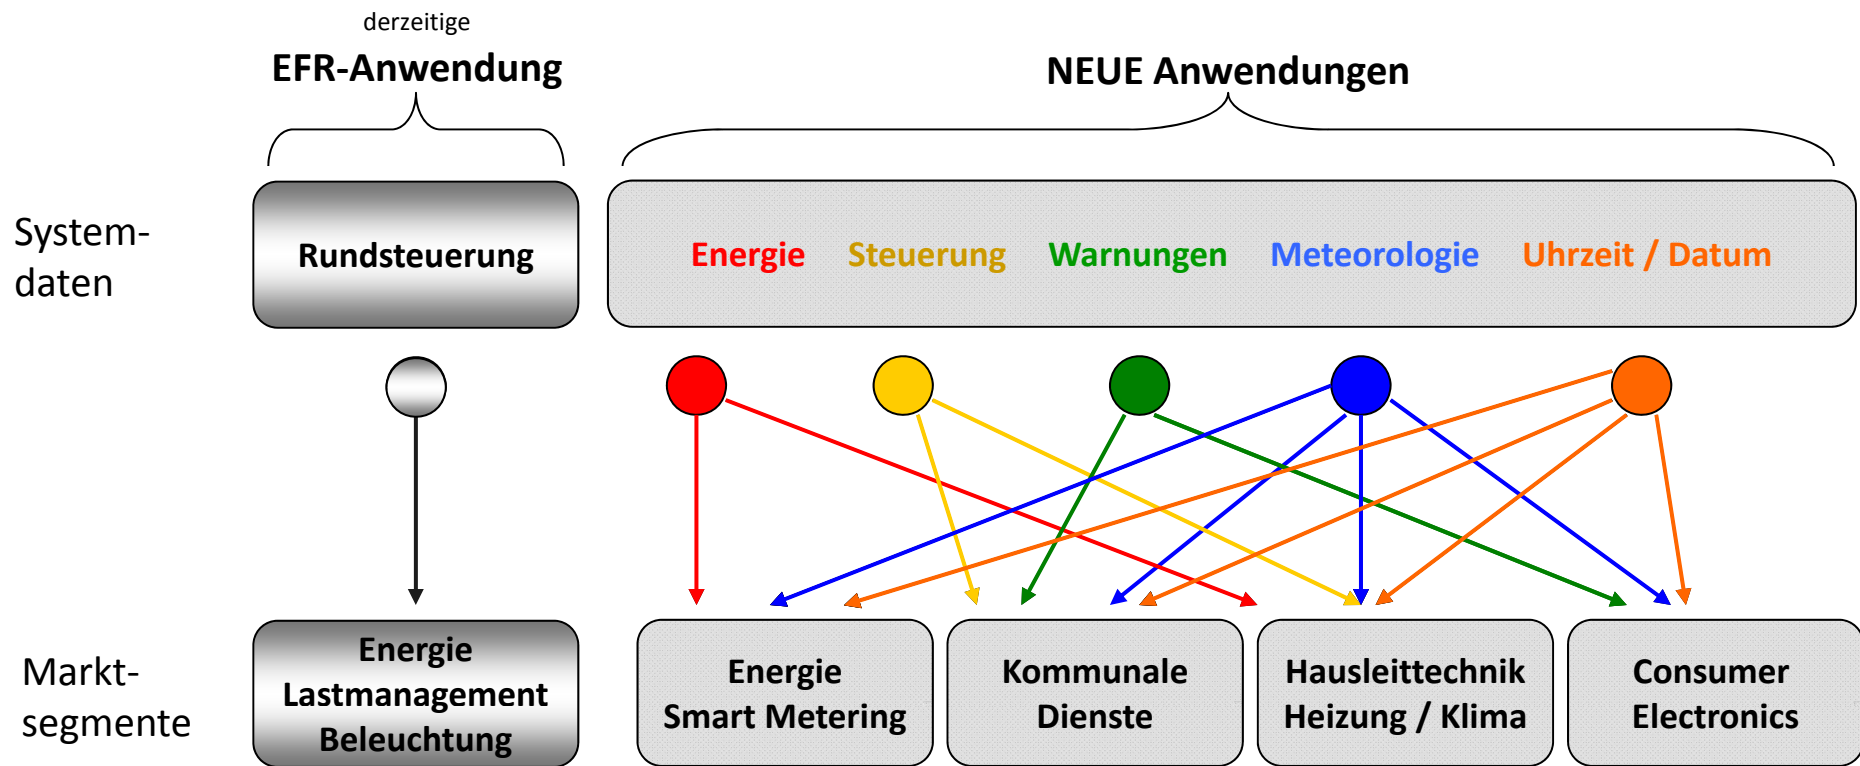 derzeitige
EFR-Anwendung
NEUE Anwendungen
System-
daten
Rundsteuerung
Energie Steuerung Warnungen Meteorologie Uhrzeit / Datum
Markt-
segmente
Energie
Lastmanagement
Beleuchtung
Energie
Smart Metering
Kommunale
Dienste
Hausleittechnik
Heizung / Klima
Consumer
Electronics